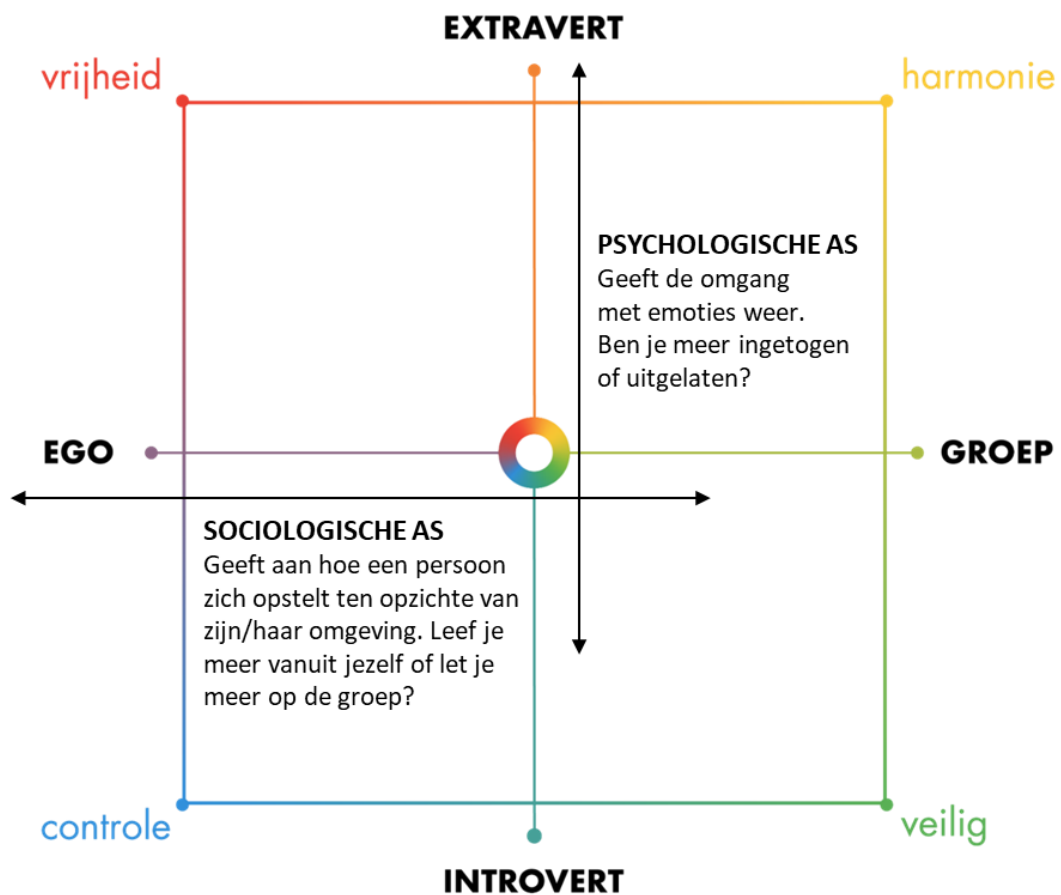 EXTRAVERT
vrijheid
harmonie
PSYCHOLOGISCHE AS
Geeft de omgang
met emoties weer.
Ben je meer ingetogen
of uitgelaten?
EGO
GROEP
SOCIOLOGISCHE AS
Geeft aan hoe een persoon
zich opstelt ten opzichte van
zijn/haar omgeving. Leef je
meer vanuit jezelf of let je
meer op de groep?
controle
veilig
INTROVERT